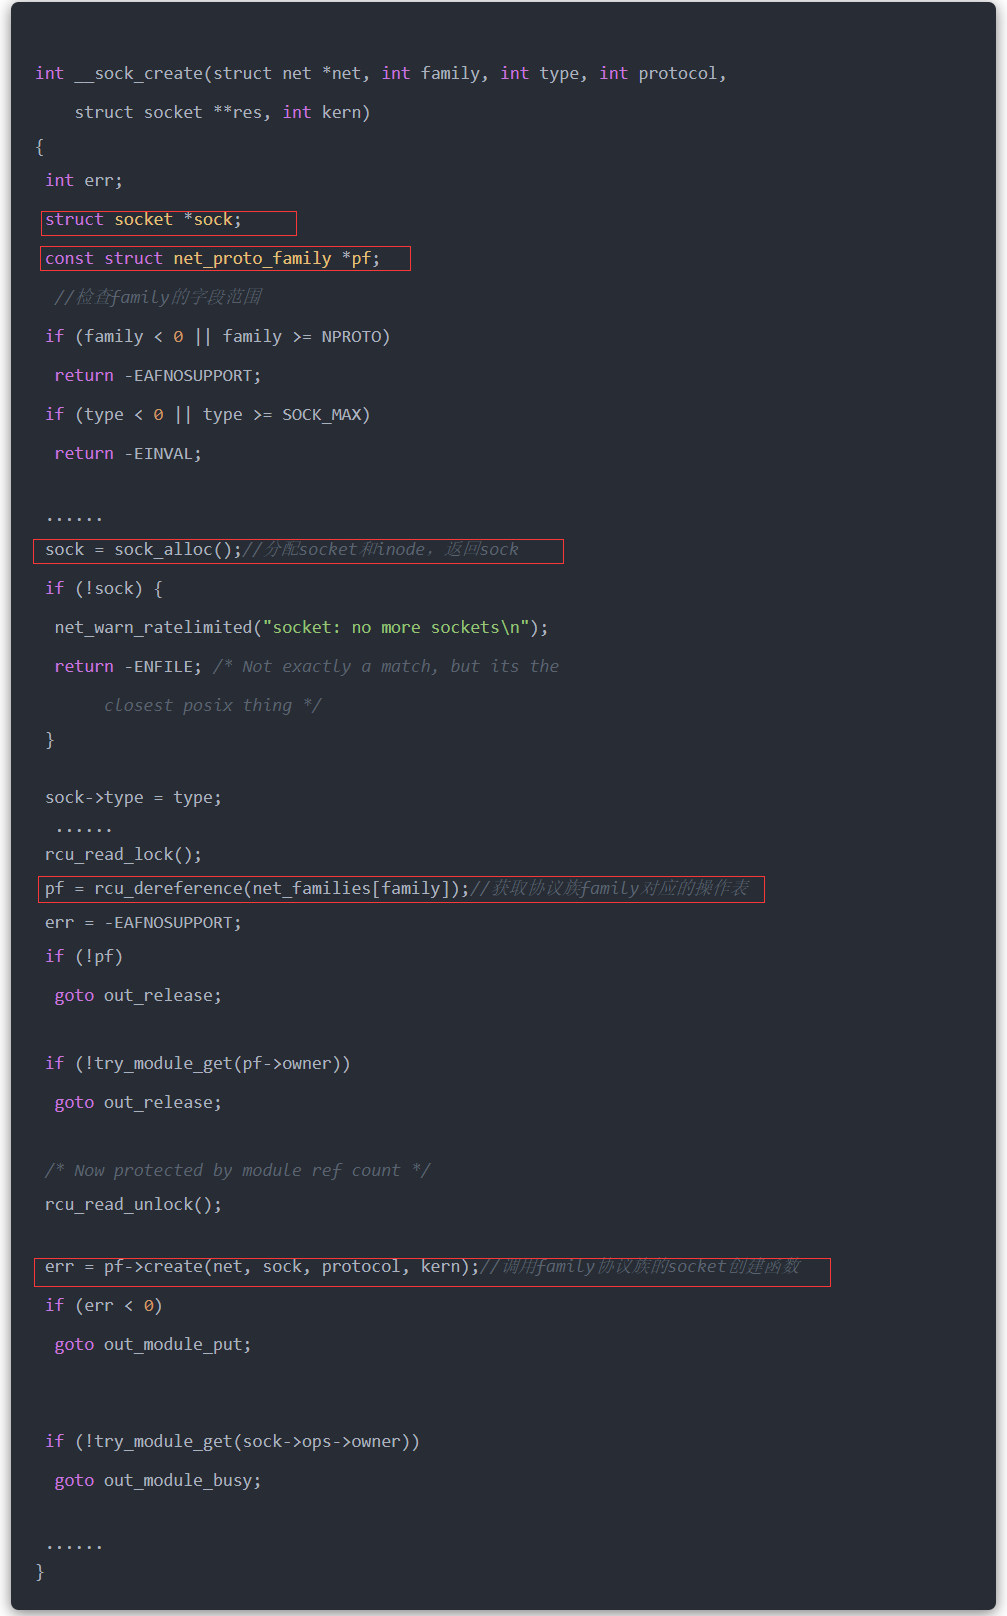 int __sock_create(struct net *net, int family, int type, int protocol,
struct socket **res, int kern)
{
int err;
struct socket *sock;
const struct net_proto_family *pf;
//检查family的字段范围
if (family < 0 || family >= NPROTO)
return -EAFNOSUPPORT;
if (type < 0 || type >= SOCK_MAX)
return -EINVAL;
......
sock = sock_alloc();//分配socket和inode，返回sock
if (!sock) {
net_warn_ratelimited("socket: no more sockets\n");
return -ENFILE; /* Not exactly a match, but its the
closest posix thing */
}
sock->type = type;
......
rcu_read_lock();
pf = rcu_dereference(net_families[family]);//获取协议族family对应的操作表
err = -EAFNOSUPPORT;
if (!pf)
goto out_release;
if (!try_module_get(pf->owner))
goto out_release;
/* Now protected by module ref count */
rcu_read_unlock();
err = pf->create(net, sock, protocol, kern);//调用family协议族的socket创建函数
if (err < 0)
goto out_module_put;
if (!try_module_get(sock->ops->owner))
goto out_module_busy;
......
}